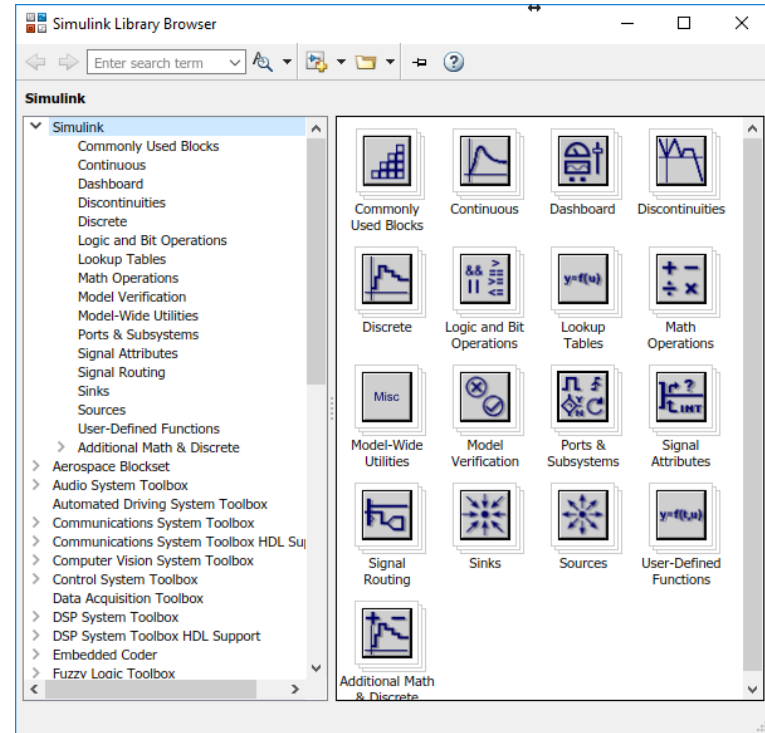 Simulink Library Browser
Enter search term
Simulink
Simulink
Commonly Used Blocks
Continuous
Dashboard
Discontinuities
Discrete
Logic and Bit Operations
Lookup Tables
Math Operations
Model Verification
Model-Wide Utilities
Ports & Subsystems
Signal Attributes
Signal Routing
Sinks
Sources
User-Defined Functions
Additional Math & Discrete
Aerospace Blockset
Audio System Toolbox
Automated Driving System Toolbox
Communications System Toolbox
Communications System Toolbox HDL Su
Computer Vision System Toolbox
Control System Toolbox
Data Acquisition Toolbox
DSP System Toolbox
DSP System Toolbox HDL Support
Embedded Coder
Fuzzy Logic Toolbox
Commonly
Used Blocks
Continuous
Dashboard
Discontinuities
&& >
|| >=
==
<=
y=f(u)
+ −
÷ ×
Discrete
Logic and Bit
Operations
Lookup
Tables
Math
Operations
Misc
Y
N
?
INT
Model-Wide
Utilities
Model
Verification
Ports &
Subsystems
Signal
Attributes
y=f(t,u)
Signal
Routing
Sinks
Sources
User-Defined
Functions
+ −
Additional Math
& Discrete